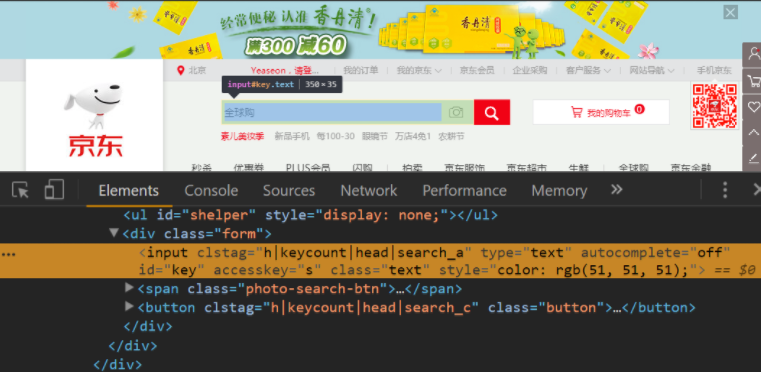 经常便秘 认准 香丹清®!
满300 减60
北京 Yeaseon，请登... 我的订单 我的京东 京东会员 企业采购 客户服务 网站导航 手机京东
input#key.text 350×35
全球购
我的购物车 0
京东
素儿美妆季 新品手机 每100-30 眼镜节 万店4免1 农耕节
秒杀 优惠券 PLUS会员 闪购 拍卖 京东服饰 京东超市 生鲜 全球购 京东金融
Elements Console Sources Network Performance Memory »
<ul id="shelper" style="display: none;"></ul>
▼<div class="form">
<input clstag="h|keycount|head|search_a" type="text" autocomplete="off"
id="key" accesskey="s" class="text" style="color: rgb(51, 51, 51);"> == $0
▶<span class="photo-search-btn">…</span>
▶<button clstag="h|keycount|head|search_c" class="button">…</button>
</div>
</div>
</div>